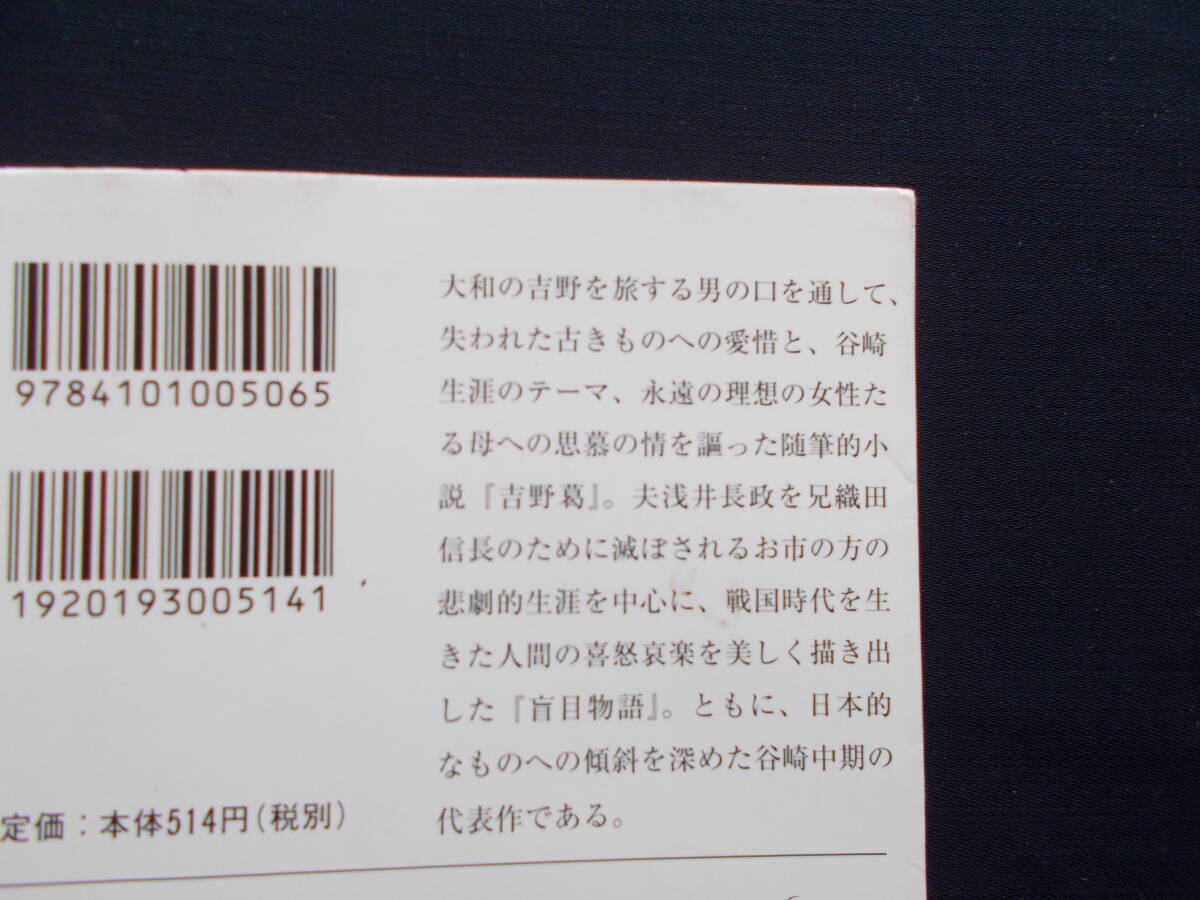 9784101005065
1920193005141
定価：本体514円(税別)
大和の吉野を旅する男の口を通して、
失われた古きものへの愛惜と、谷崎
生涯のテーマ、永遠の理想の女性た
る母への思慕の情を謳った随筆的小
説『吉野葛』。夫浅井長政を兄織田
信長のために滅ぼされるお市の方の
悲劇的生涯を中心に、戦国時代を生
きた人間の喜怒哀楽を美しく描き出
した『盲目物語』。ともに、日本的
なものへの傾斜を深めた谷崎中期の
代表作である。